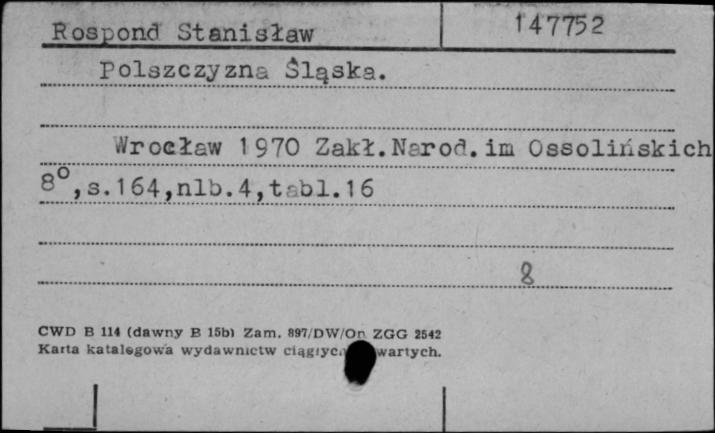 Rospond Stanisław 147752
Polszczyzna Śląska.
Wrocław 1970 Zakł.Narod.im Ossolińskich
8°,s.164,nlb.4,tabl.16
8
CWD B 114 (dawny B 15b) Zam. 897/DW/On ZGG 2542
Karta katalogowa wydawnictw wartych.